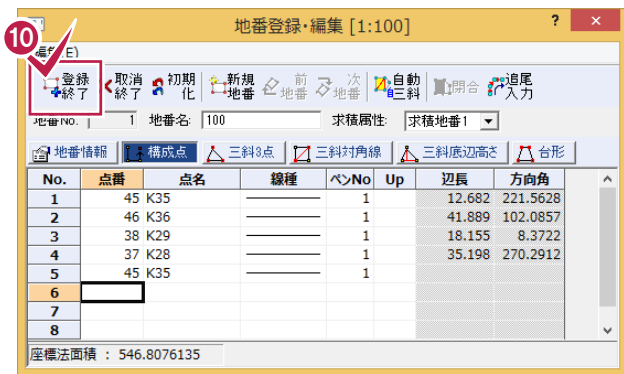 地番登録・編集 [1:100]
?
×
10
編集(E)
登録終了
取消終了
初期化
新規地番
前地番
次地番
自動三斜
閉合
追尾入力
地番No. 1 地番名: 100 求積属性: 求積地番1
地番情報 構成点 三斜3点 三斜対角線 三斜底辺高さ 台形
No. 点番 点名 線種 ペンNo Up 辺長 方向角
1 45 K35 1 12.682 221.5628
2 46 K36 1 41.889 102.0857
3 38 K29 1 18.155 8.3722
4 37 K28 1 35.198 270.2912
5 45 K35 1
6
7
8
座標法面積 : 546.8076135